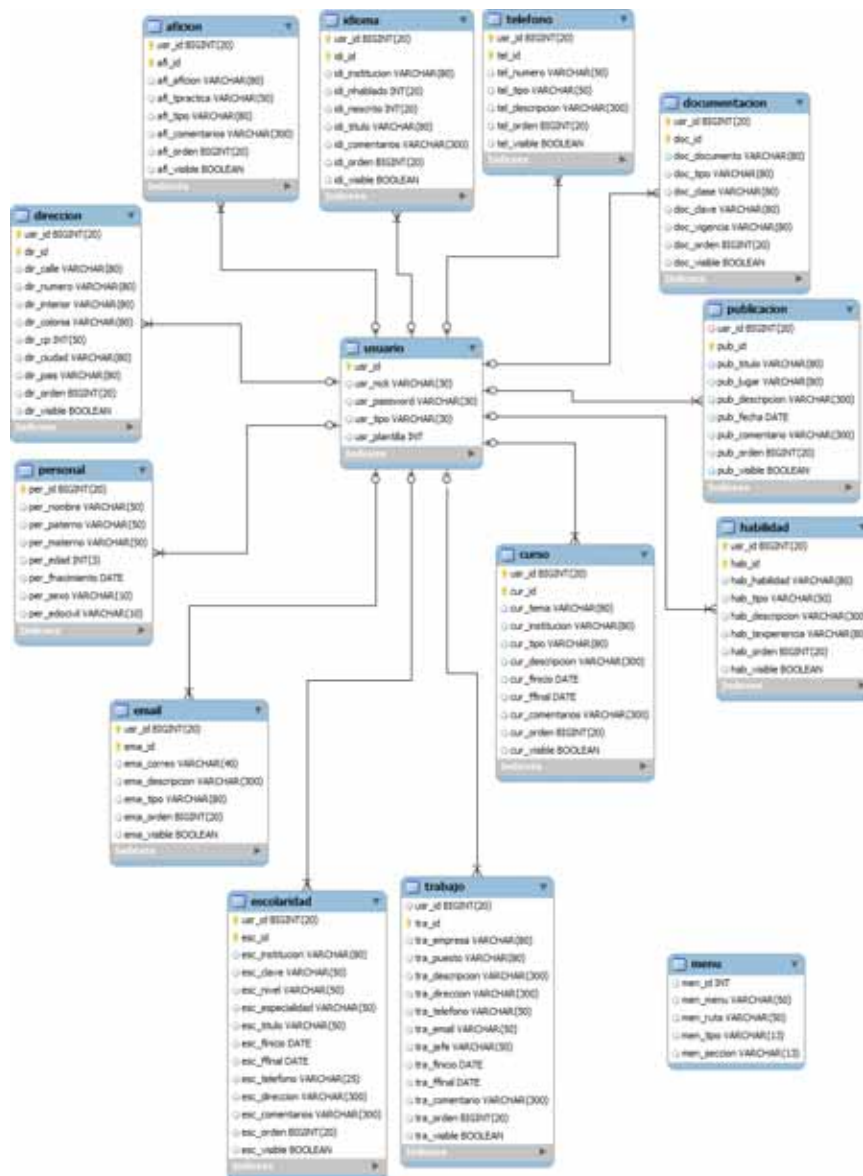 aficion
usr_id BIGINT(20)
afi_id
afi_aficion VARCHAR(80)
afi_tpractica VARCHAR(50)
afi_tipo VARCHAR(80)
afi_comentarios VARCHAR(300)
afi_orden BIGINT(20)
afi_visible BOOLEAN
Indexes
idioma
usr_id BIGINT(20)
idi_id
idi_institucion VARCHAR(80)
idi_nhablado INT(20)
idi_nescrito INT(20)
idi_titulo VARCHAR(80)
idi_comentarios VARCHAR(300)
idi_orden BIGINT(20)
idi_visible BOOLEAN
Indexes
telefono
usr_id BIGINT(20)
tel_id
tel_numero VARCHAR(50)
tel_tipo VARCHAR(50)
tel_descripcion VARCHAR(300)
tel_orden BIGINT(20)
tel_visible BOOLEAN
Indexes
documentacion
usr_id BIGINT(20)
doc_id
doc_documento VARCHAR(80)
doc_tipo VARCHAR(80)
doc_clase VARCHAR(80)
doc_clave VARCHAR(80)
doc_vigencia VARCHAR(80)
doc_orden BIGINT(20)
doc_visible BOOLEAN
Indexes
direccion
usr_id BIGINT(20)
dir_id
dir_calle VARCHAR(80)
dir_numero VARCHAR(80)
dir_interior VARCHAR(80)
dir_colonia VARCHAR(80)
dir_cp INT(50)
dir_ciudad VARCHAR(80)
dir_pais VARCHAR(80)
dir_orden BIGINT(20)
dir_visible BOOLEAN
Indexes
usuario
usr_id
usr_nick VARCHAR(30)
usr_password VARCHAR(30)
usr_tipo VARCHAR(30)
usr_plantilla INT
Indexes
publicacion
usr_id BIGINT(20)
pub_id
pub_titulo VARCHAR(80)
pub_lugar VARCHAR(80)
pub_descripcion VARCHAR(300)
pub_fecha DATE
pub_comentario VARCHAR(300)
pub_orden BIGINT(20)
pub_visible BOOLEAN
Indexes
personal
per_id BIGINT(20)
per_nombre VARCHAR(50)
per_paterno VARCHAR(50)
per_materno VARCHAR(50)
per_edad INT(3)
per_fnacimiento DATE
per_sexo VARCHAR(10)
per_edocivil VARCHAR(10)
Indexes
habilidad
usr_id BIGINT(20)
hab_id
hab_habilidad VARCHAR(80)
hab_tipo VARCHAR(50)
hab_descripcion VARCHAR(300
hab_texperiencia VARCHAR(80
hab_orden BIGINT(20)
hab_visible BOOLEAN
Indexes
curso
usr_id BIGINT(20)
cur_id
cur_tema VARCHAR(80)
cur_institucion VARCHAR(80)
cur_tipo VARCHAR(80)
cur_descripcion VARCHAR(300)
cur_finicio DATE
cur_ffinal DATE
cur_comentarios VARCHAR(300)
cur_orden BIGINT(20)
cur_visible BOOLEAN
Indexes
email
usr_id BIGINT(20)
ema_id
ema_correo VARCHAR(40)
ema_descripcion VARCHAR(300)
ema_tipo VARCHAR(80)
ema_orden BIGINT(20)
ema_visible BOOLEAN
Indexes
escolaridad
usr_id BIGINT(20)
esc_id
esc_institucion VARCHAR(80)
esc_clave VARCHAR(50)
esc_nivel VARCHAR(50)
esc_especialidad VARCHAR(50)
esc_titulo VARCHAR(50)
esc_finicio DATE
esc_ffinal DATE
esc_telefono VARCHAR(25)
esc_direccion VARCHAR(300)
esc_comentarios VARCHAR(300)
esc_orden BIGINT(20)
esc_visible BOOLEAN
Indexes
trabajo
usr_id BIGINT(20)
tra_id
tra_empresa VARCHAR(80)
tra_puesto VARCHAR(80)
tra_descripcion VARCHAR(300)
tra_direccion VARCHAR(300)
tra_telefono VARCHAR(50)
tra_email VARCHAR(50)
tra_jefe VARCHAR(50)
tra_finicio DATE
tra_ffinal DATE
tra_comentario VARCHAR(300)
tra_orden BIGINT(20)
tra_visible BOOLEAN
Indexes
menu
men_id INT
men_menu VARCHAR(50)
men_ruta VARCHAR(50)
men_tipo VARCHAR(13)
men_seccion VARCHAR(13)